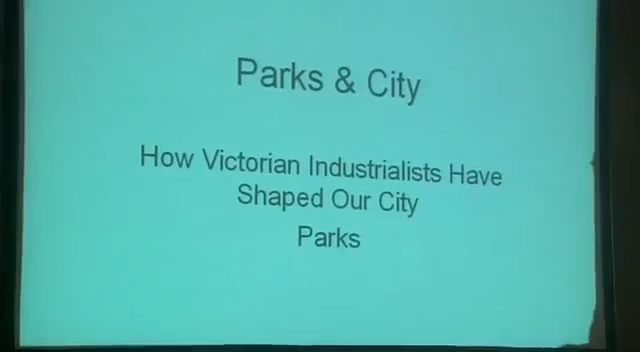 Parks & City
How Victorian Industrialists Have
Shaped Our City
Parks